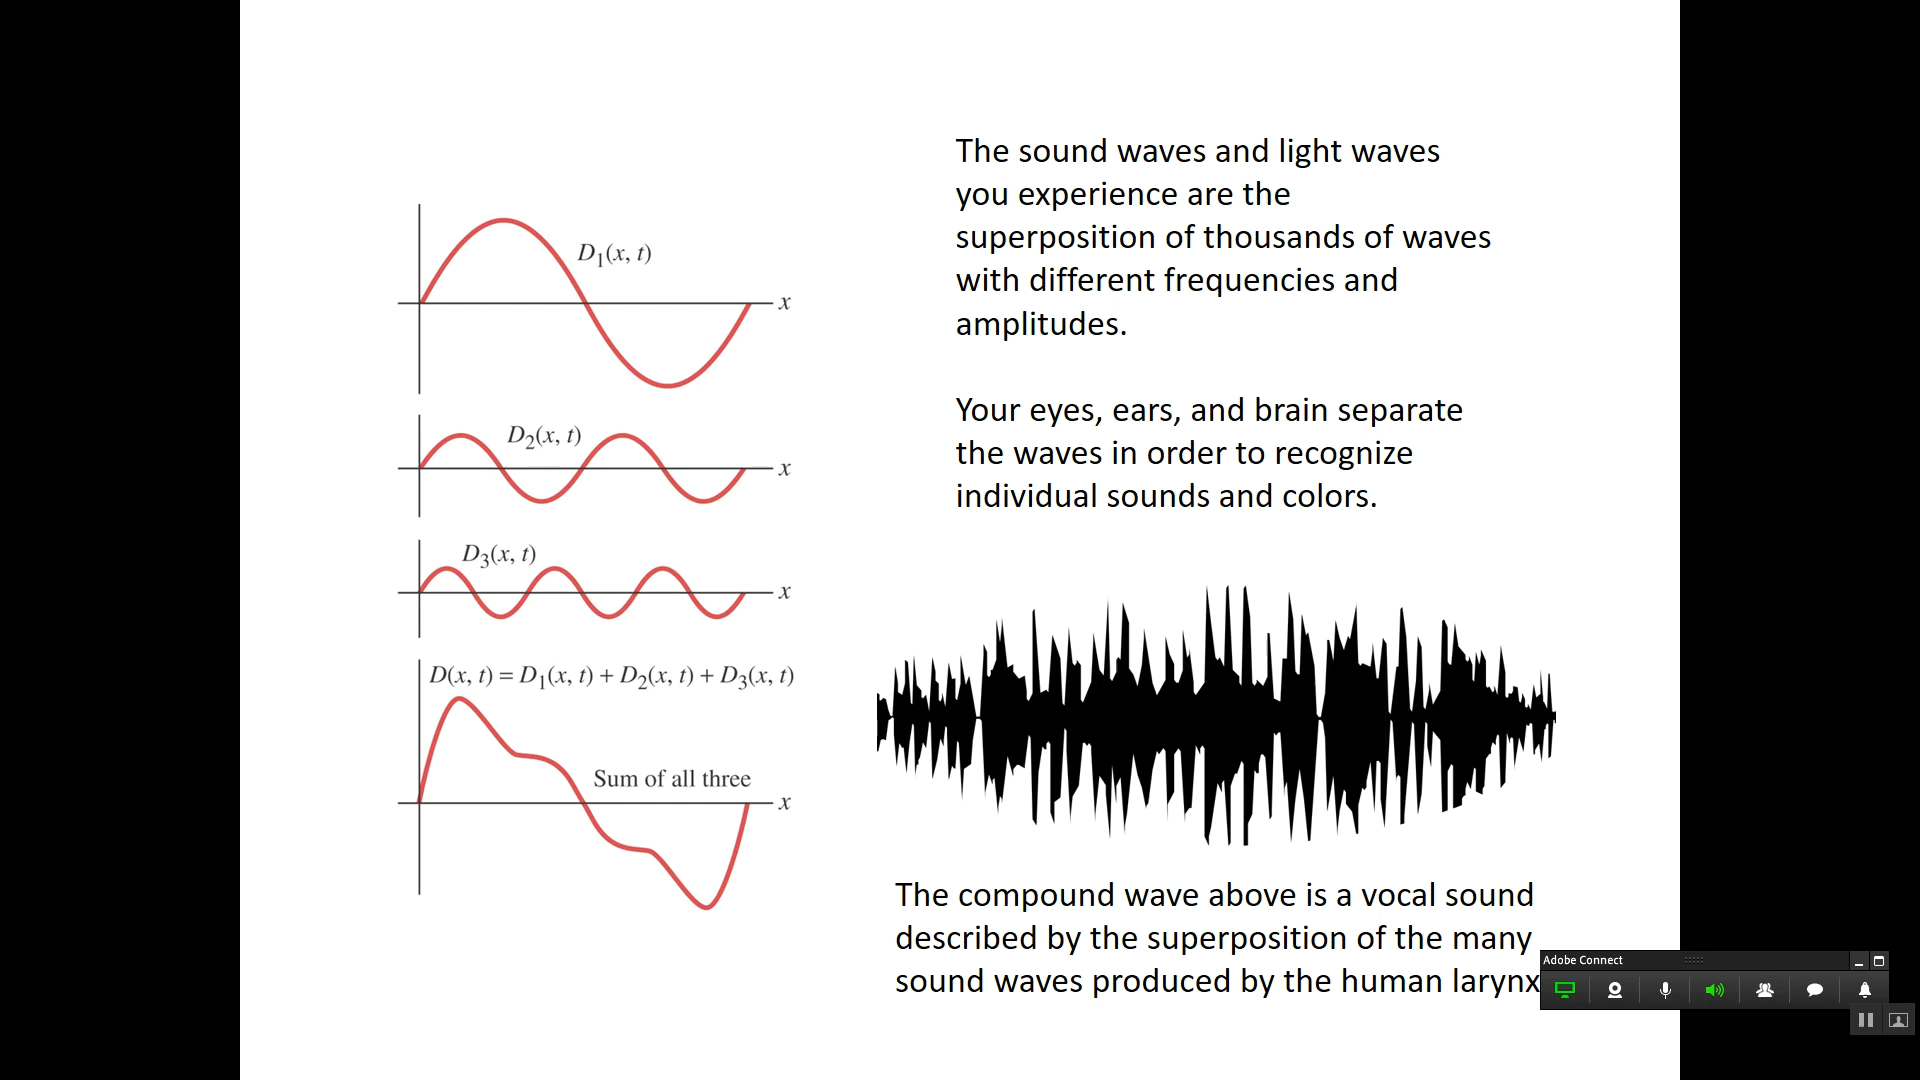 The sound waves and light waves
you experience are the
superposition of thousands of waves
with different frequencies and
amplitudes.
Your eyes, ears, and brain separate
the waves in order to recognize
individual sounds and colors.
D₁(x, t)
x
D₂(x, t)
x
D₃(x, t)
x
D(x, t) = D₁(x, t) + D₂(x, t) + D₃(x, t)
Sum of all three
x
The compound wave above is a vocal sound
described by the superposition of the many
sound waves produced by the human larynx
Adobe Connect